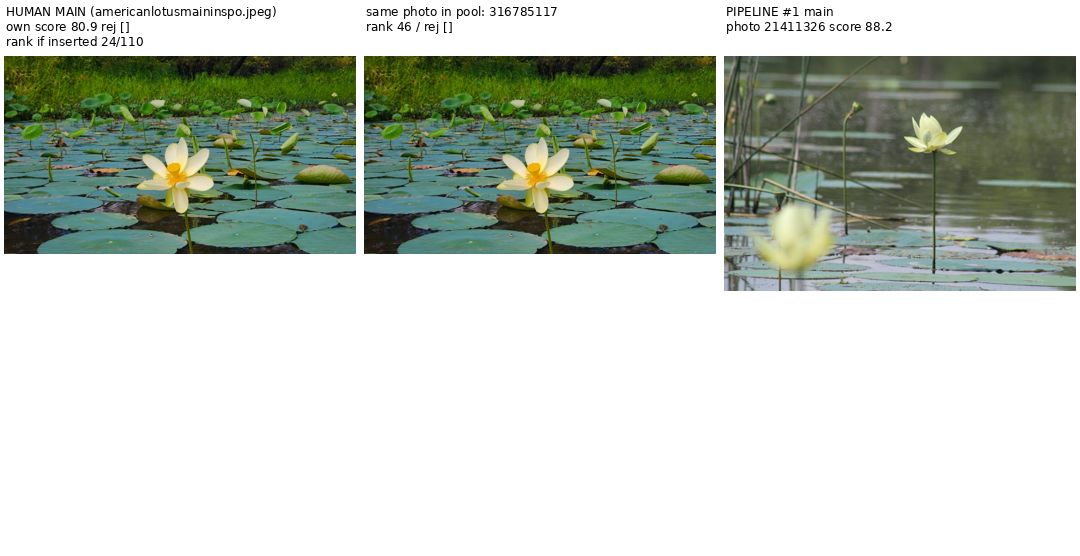 HUMAN MAIN (americanlotusmaininspo.jpeg)
own score 80.9 rej []
rank if inserted 24/110
same photo in pool: 316785117
rank 46 / rej []
PIPELINE #1 main
photo 21411326 score 88.2